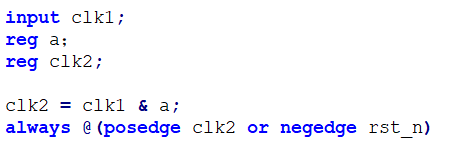 input clk1;
reg a;
reg clk2;
clk2 = clk1 & a;
always @(posedge clk2 or negedge rst_n)